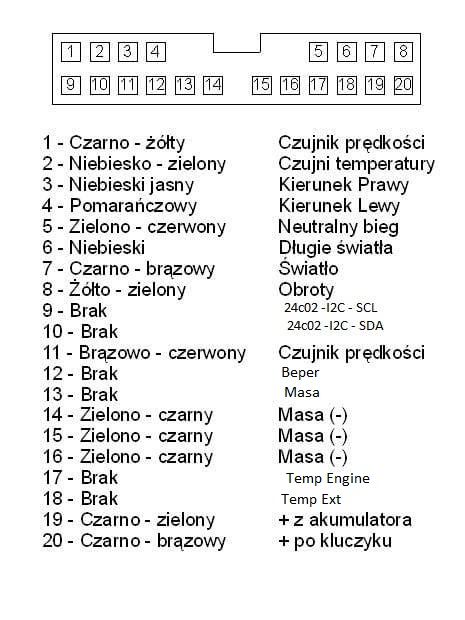 1 2 3 4 5 6 7 8
9 10 11 12 13 14 15 16 17 18 19 20
1 - Czarno - żółty Czujnik prędkości
2 - Niebiesko - zielony Czujni temperatury
3 - Niebieski jasny Kierunek Prawy
4 - Pomarańczowy Kierunek Lewy
5 - Zielono - czerwony Neutralny bieg
6 - Niebieski Długie światła
7 - Czarno - brązowy Światło
8 - Żółto - zielony Obroty
9 - Brak 24c02 -I2C - SCL
10 - Brak 24c02 -I2C - SDA
11 - Brązowo - czerwony Czujnik prędkości
12 - Brak Beper
13 - Brak Masa
14 - Zielono - czarny Masa (-)
15 - Zielono - czarny Masa (-)
16 - Zielono - czarny Masa (-)
17 - Brak Temp Engine
18 - Brak Temp Ext
19 - Czarno - zielony + z akumulatora
20 - Czarno - brązowy + po kluczyku